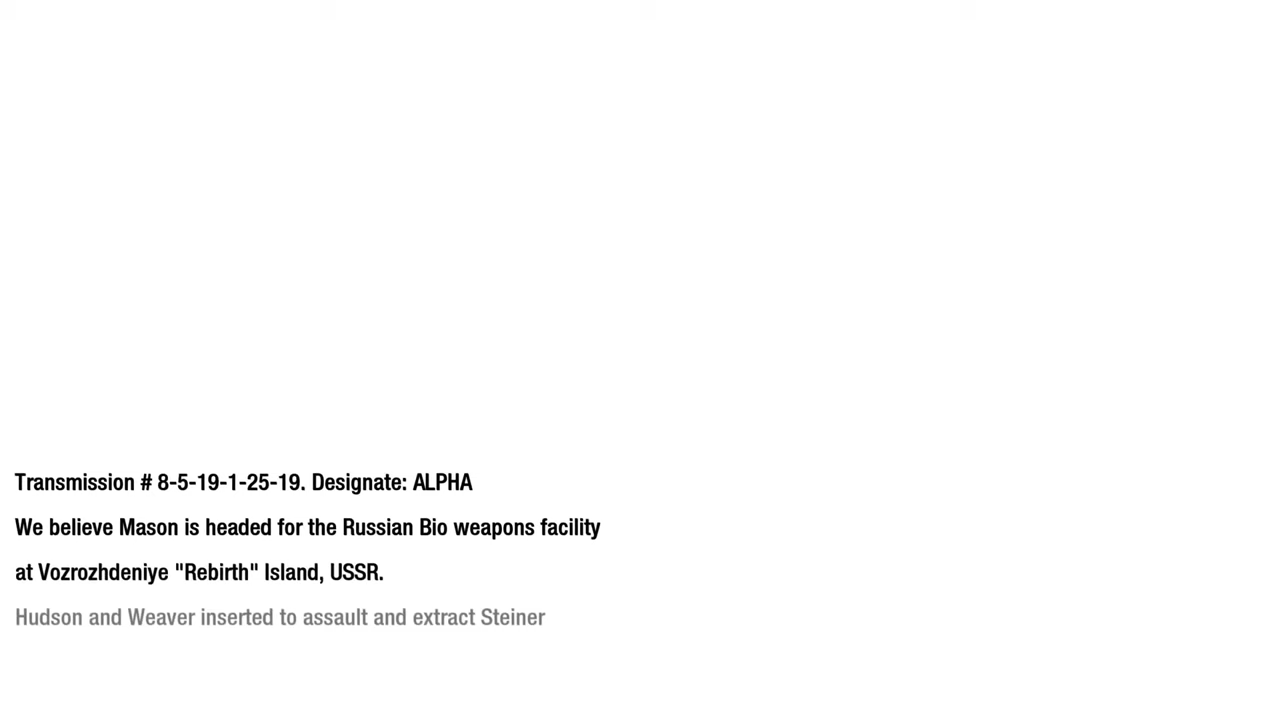 Transmission # 8-5-19-1-25-19. Designate: ALPHA
We believe Mason is headed for the Russian Bio weapons facility
at Vozrozhdeniye "Rebirth" Island, USSR.
Hudson and Weaver inserted to assault and extract Steiner